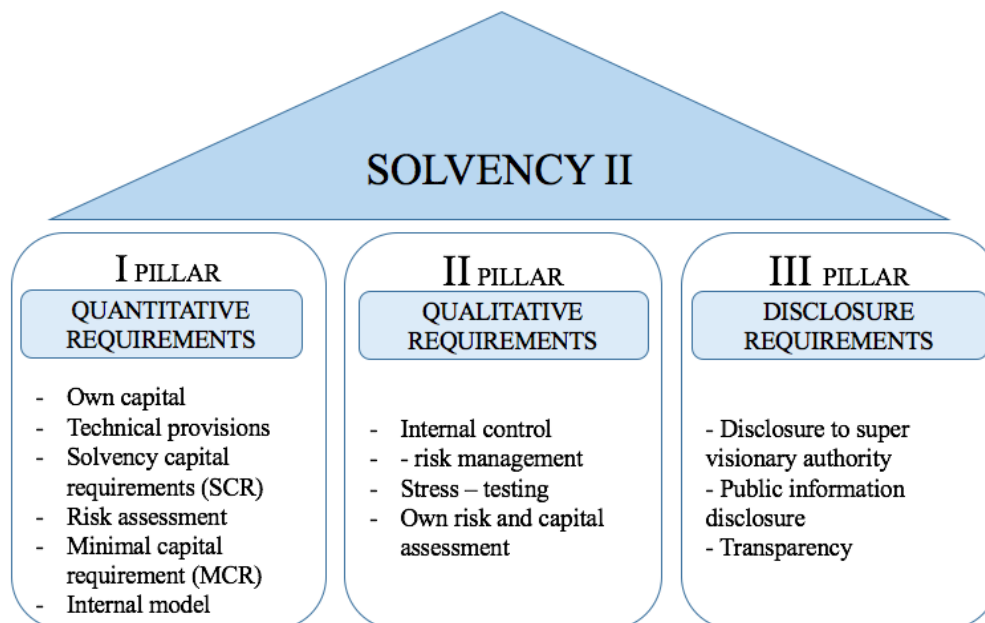 SOLVENCY II
I PILLAR
QUANTITATIVE
REQUIREMENTS
- Own capital
- Technical provisions
- Solvency capital
requirements (SCR)
- Risk assessment
- Minimal capital
requirement (MCR)
- Internal model
II PILLAR
QUALITATIVE
REQUIREMENTS
- Internal control
- - risk management
- Stress – testing
- Own risk and capital
assessment
III PILLAR
DISCLOSURE
REQUIREMENTS
- Disclosure to super
visionary authority
- Public information
disclosure
- Transparency